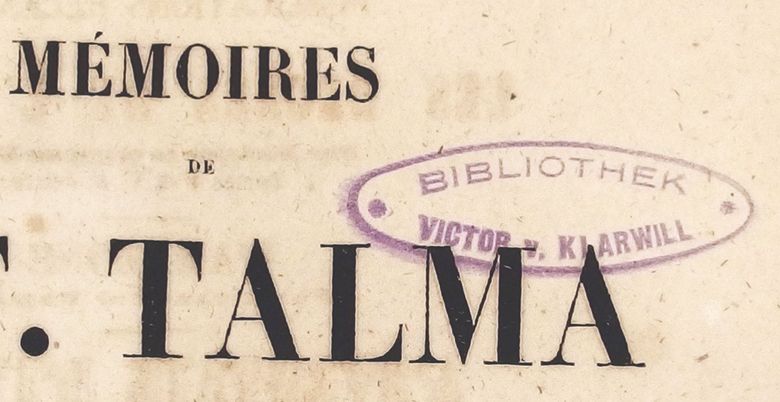 MÉMOIRES
DE
. TALMA
BIBLIOTHEK
VICTOR v. KLARWILL